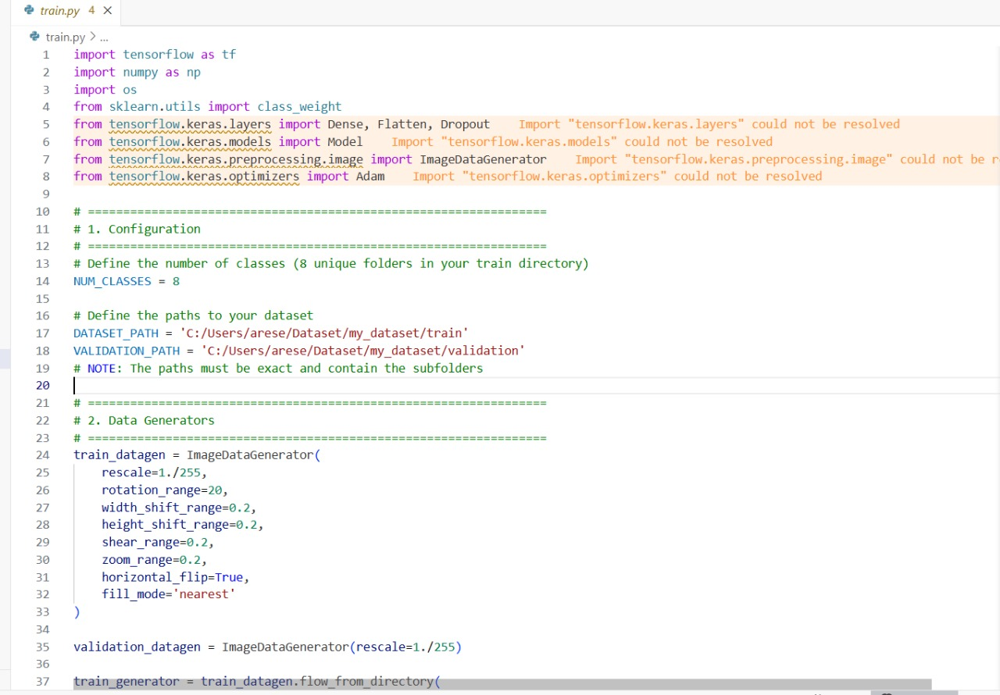 train.py 4 ×
train.py > ...
1 import tensorflow as tf
2 import numpy as np
3 import os
4 from sklearn.utils import class_weight
5 from tensorflow.keras.layers import Dense, Flatten, Dropout Import "tensorflow.keras.layers" could not be resolved
6 from tensorflow.keras.models import Model Import "tensorflow.keras.models" could not be resolved
7 from tensorflow.keras.preprocessing.image import ImageDataGenerator Import "tensorflow.keras.preprocessing.image" could not be r
8 from tensorflow.keras.optimizers import Adam Import "tensorflow.keras.optimizers" could not be resolved
9
10 # =================================================================
11 # 1. Configuration
12 # =================================================================
13 # Define the number of classes (8 unique folders in your train directory)
14 NUM_CLASSES = 8
15
16 # Define the paths to your dataset
17 DATASET_PATH = 'C:/Users/arese/Dataset/my_dataset/train'
18 VALIDATION_PATH = 'C:/Users/arese/Dataset/my_dataset/validation'
19 # NOTE: The paths must be exact and contain the subfolders
20
21 # =================================================================
22 # 2. Data Generators
23 # =================================================================
24 train_datagen = ImageDataGenerator(
25 rescale=1./255,
26 rotation_range=20,
27 width_shift_range=0.2,
28 height_shift_range=0.2,
29 shear_range=0.2,
30 zoom_range=0.2,
31 horizontal_flip=True,
32 fill_mode='nearest'
33 )
34
35 validation_datagen = ImageDataGenerator(rescale=1./255)
36
37 train_generator = train_datagen.flow_from_directory(